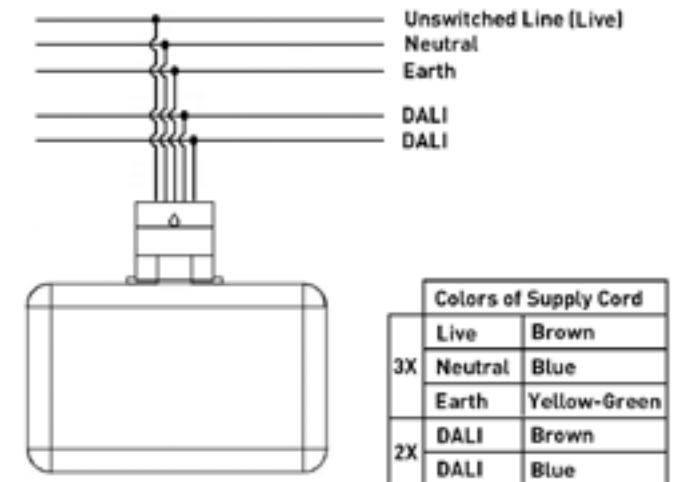 Unswitched Line (Live)
Neutral
Earth
DALI
DALI
Colors of Supply Cord
3X
Live Brown
Neutral Blue
Earth Yellow-Green
2X
DALI Brown
DALI Blue